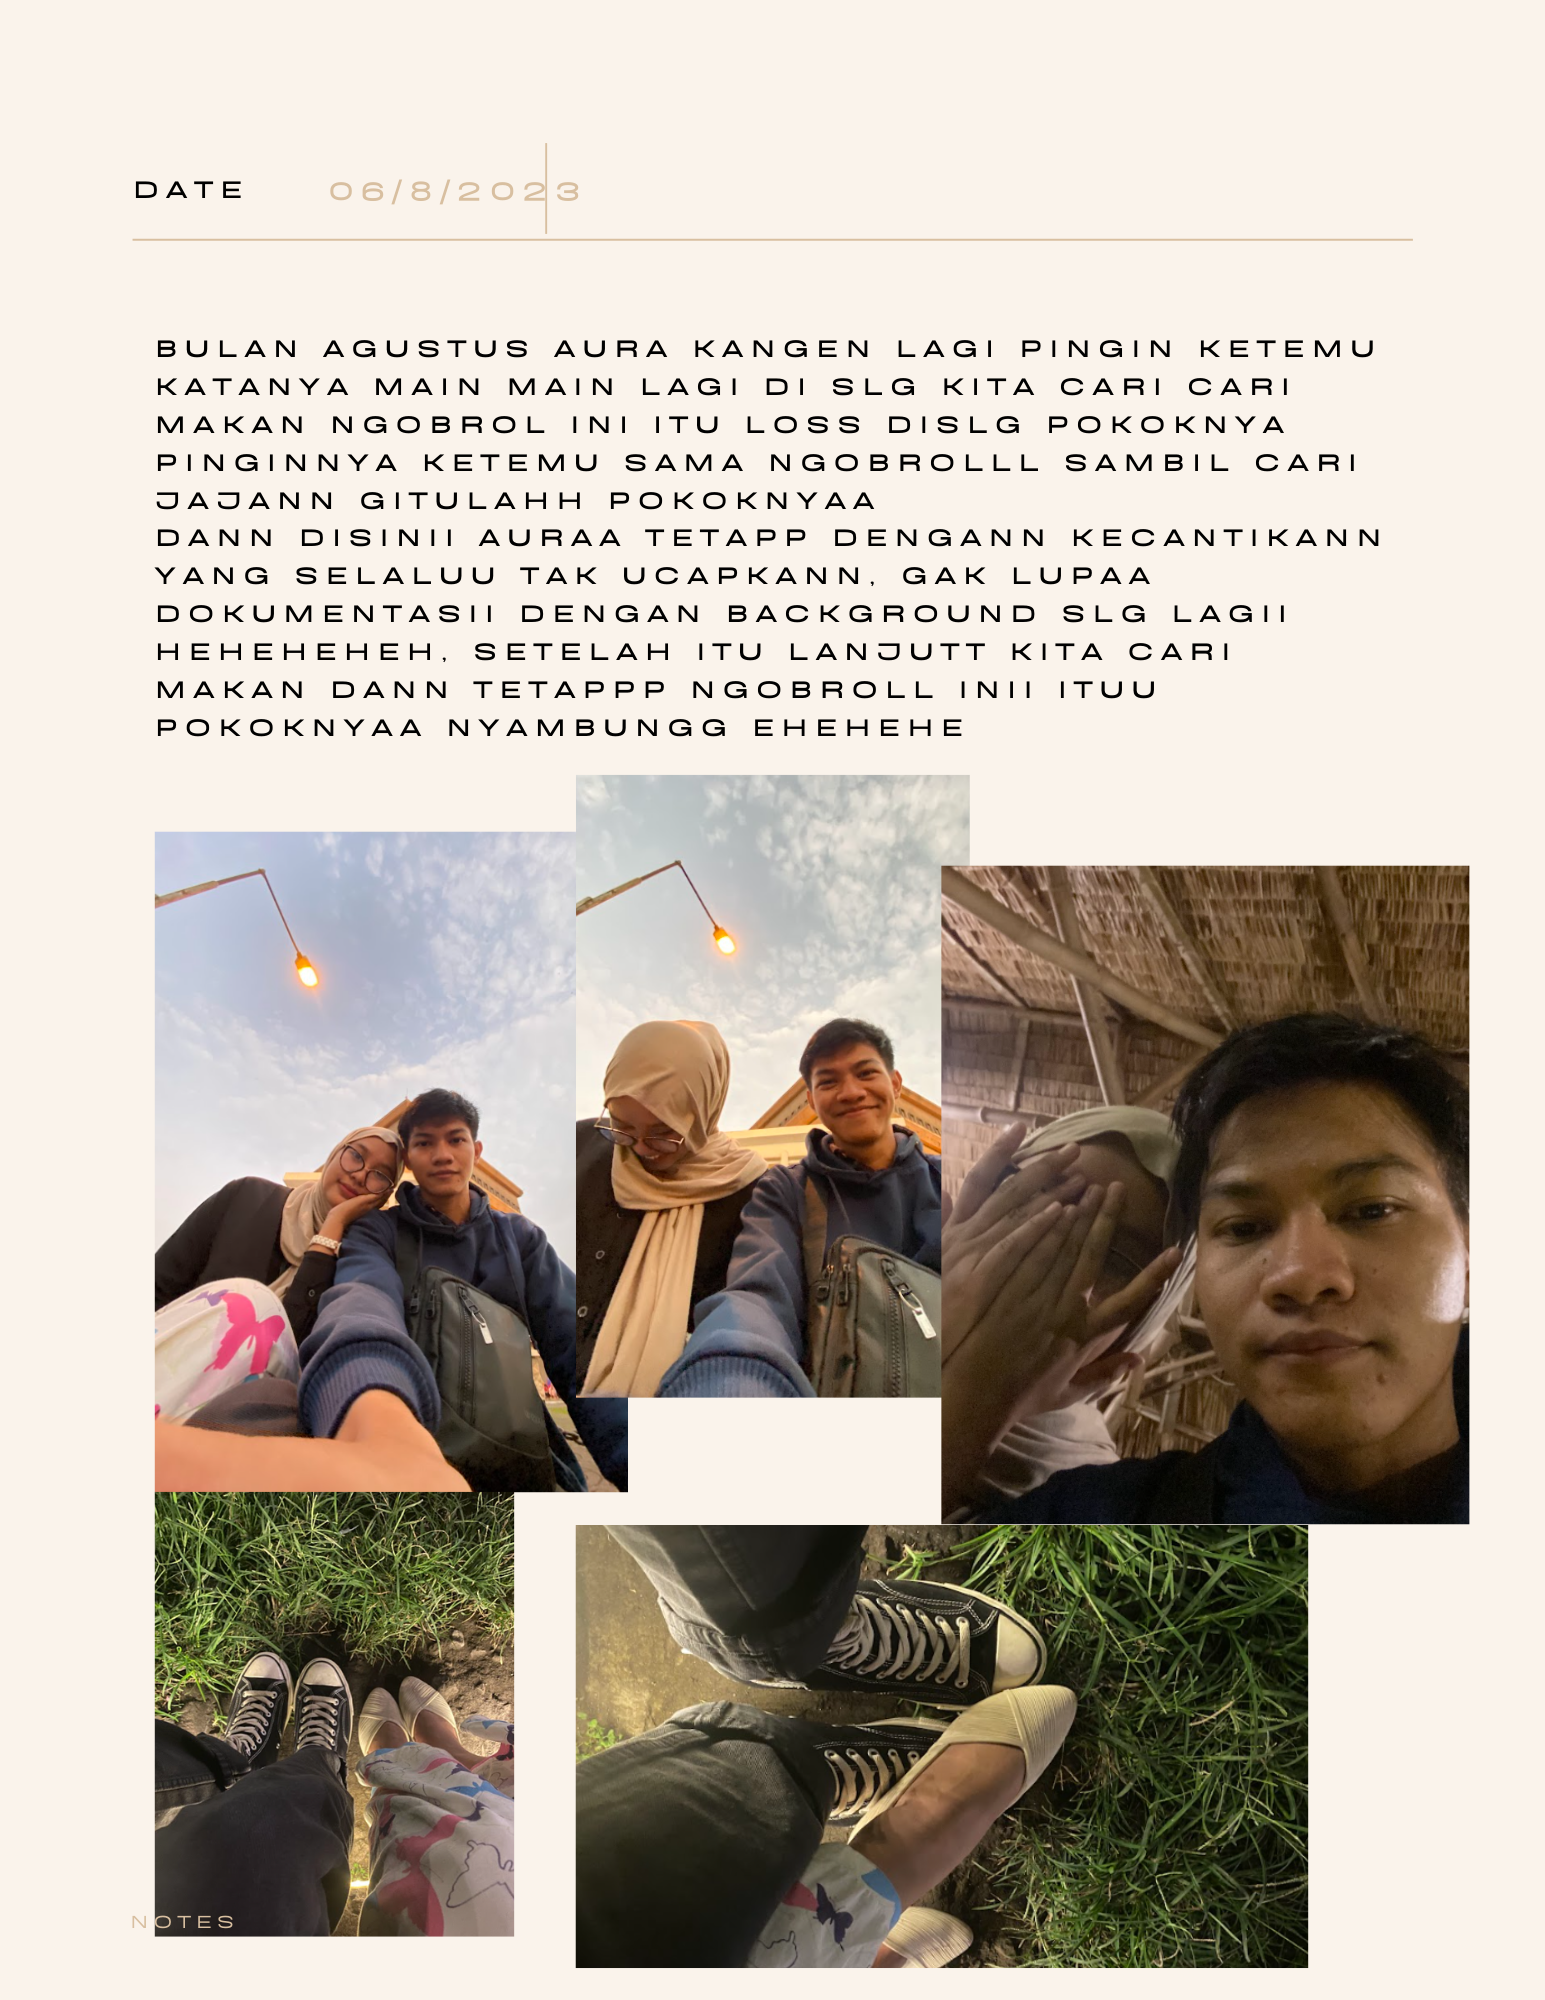 DATE 06/8/2023
BULAN AGUSTUS AURA KANGEN LAGI PINGIN KETEMU
KATANYA MAIN MAIN LAGI DI SLG KITA CARI CARI
MAKAN NGOBROL INI ITU LOSS DISLG POKOKNYA
PINGINNYA KETEMU SAMA NGOBROLLL SAMBIL CARI
JAJANN GITULAHH POKOKNYAA
DANN DISINII AURAA TETAPP DENGANN KECANTIKANN
YANG SELALUU TAK UCAPKANN, GAK LUPAA
DOKUMENTASII DENGAN BACKGROUND SLG LAGII
HEHEHEHEH, SETELAH ITU LANJUTT KITA CARI
MAKAN DANN TETAPPP NGOBROLL INII ITUU
POKOKNYAA NYAMBUNGG EHEHEHE
NOTES